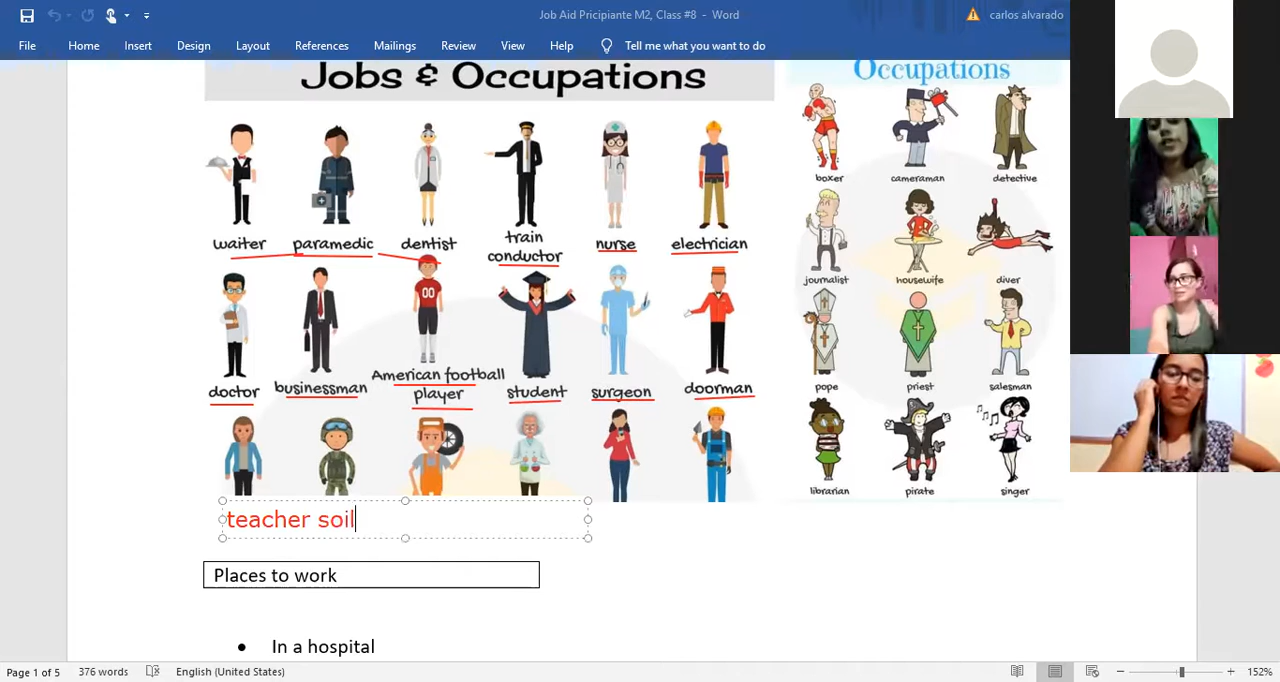 Job Aid Pricipiante M2, Class #8 - Word
carlos alvarado
File Home Insert Design Layout References Mailings Review View Help Tell me what you want to do
Jobs & Occupations
waiter paramedic dentist train conductor nurse electrician
doctor businessman American football player student surgeon doorman
Occupations
boxer cameraman detective
journalist housewife diver
pope priest salesman
librarian pirate singer
teacher soil
Places to work
• In a hospital
Page 1 of 5 376 words English (United States) 152%
00